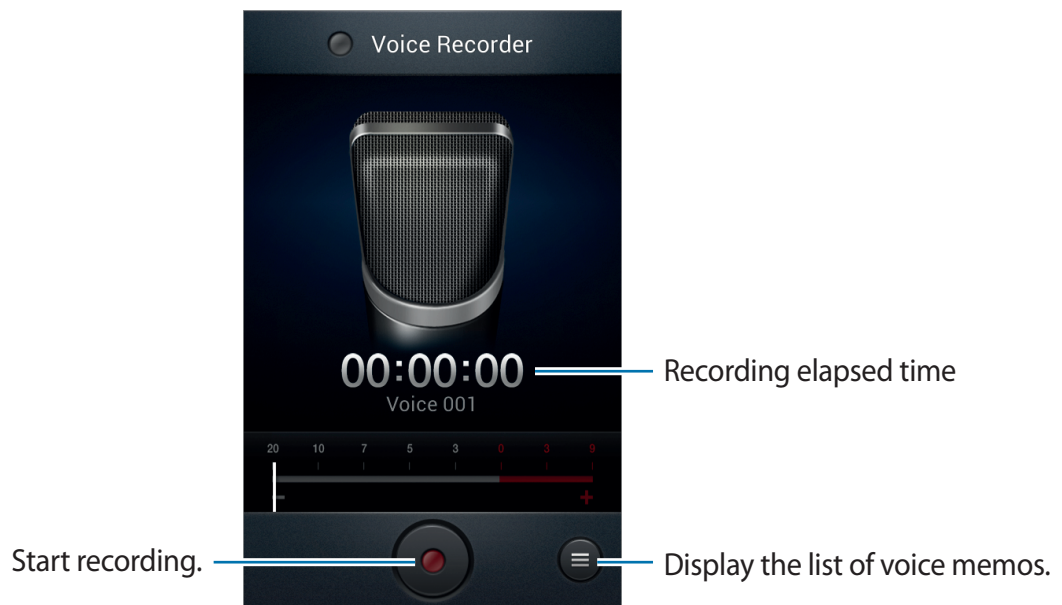 Voice Recorder
00:00:00
Recording elapsed time
Voice 001
20 10 7 5 3 0 3 9
- +
Start recording.
Display the list of voice memos.